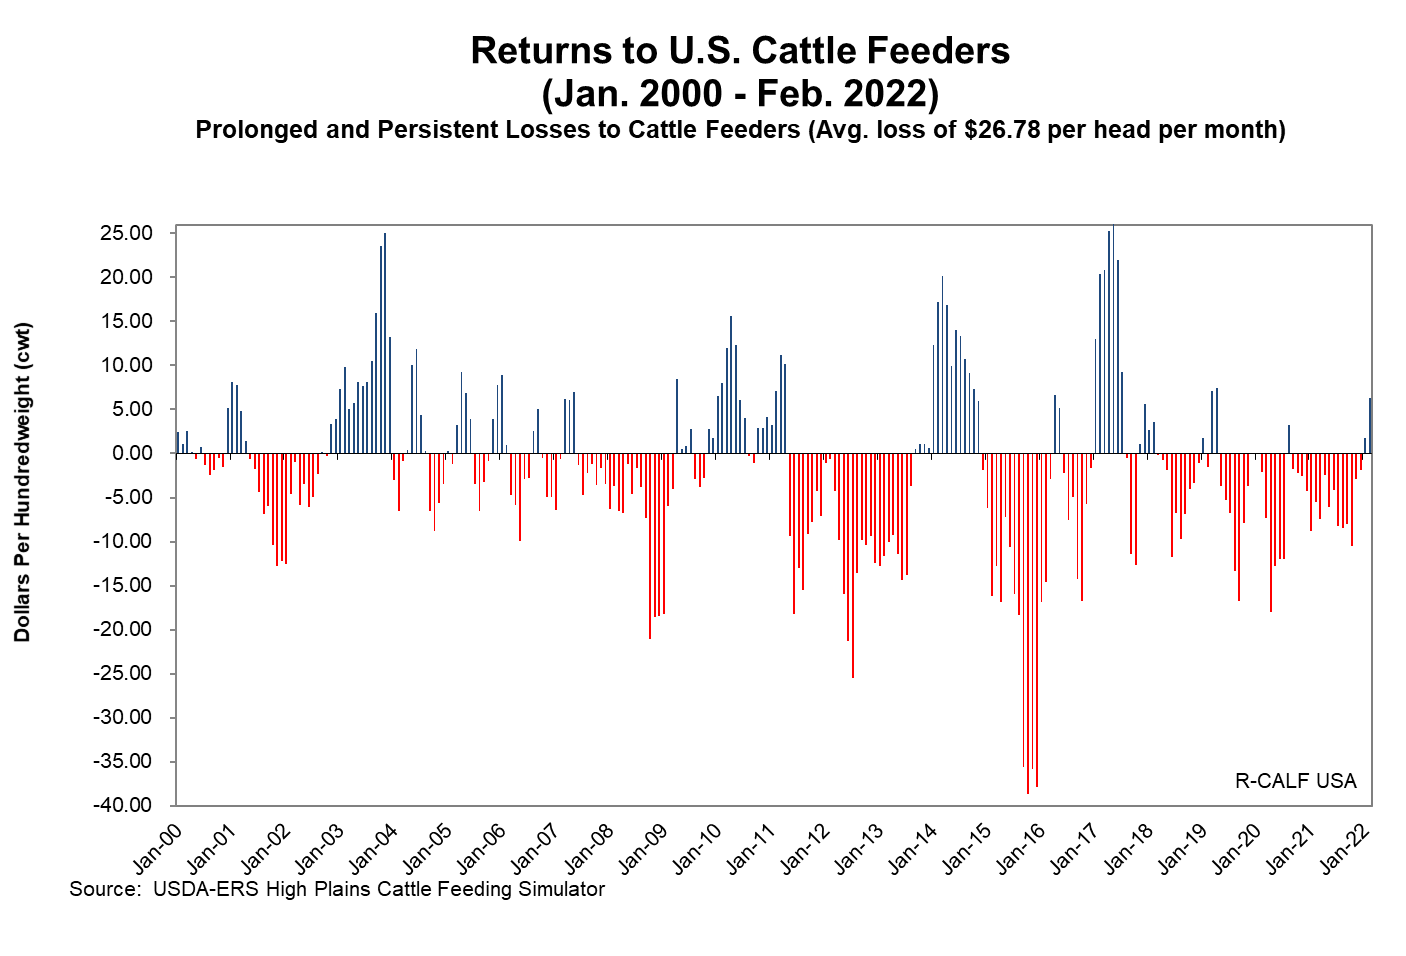 Returns to U.S. Cattle Feeders
(Jan. 2000 - Feb. 2022)
Prolonged and Persistent Losses to Cattle Feeders (Avg. loss of $26.78 per head per month)
Dollars Per Hundredweight (cwt)
25.00
20.00
15.00
10.00
5.00
0.00
-5.00
-10.00
-15.00
-20.00
-25.00
-30.00
-35.00
-40.00
R-CALF USA
Jan-00
Jan-01
Jan-02
Jan-03
Jan-04
Jan-05
Jan-06
Jan-07
Jan-08
Jan-09
Jan-10
Jan-11
Jan-12
Jan-13
Jan-14
Jan-15
Jan-16
Jan-17
Jan-18
Jan-19
Jan-20
Jan-21
Jan-22
Source:  USDA-ERS High Plains Cattle Feeding Simulator